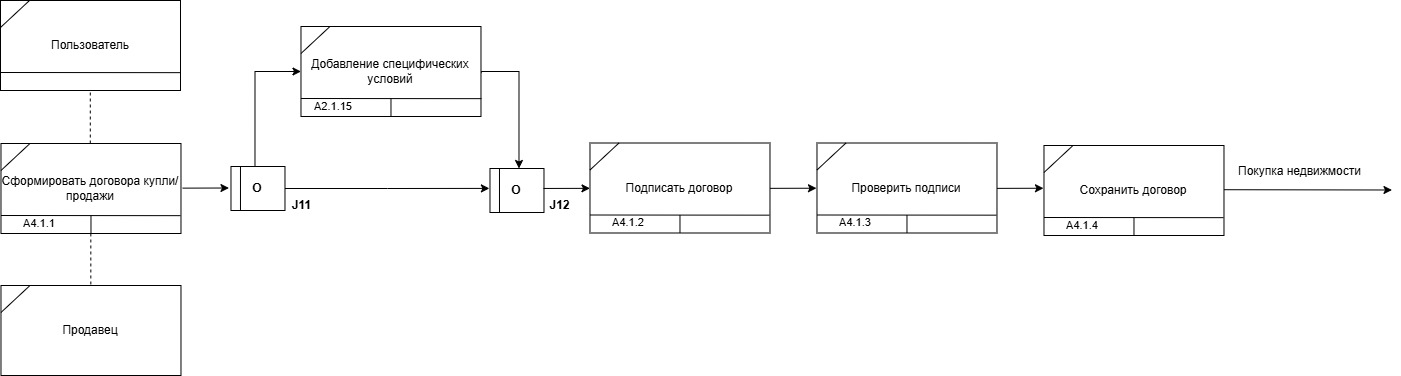 Пользователь
Добавление специфических
условий
A2.1.15
Сформировать договора купли/
продажи
A4.1.1
O
J11
O
J12
Подписать договор
A4.1.2
Проверить подписи
A4.1.3
Сохранить договор
A4.1.4
Покупка недвижмости
Продавец